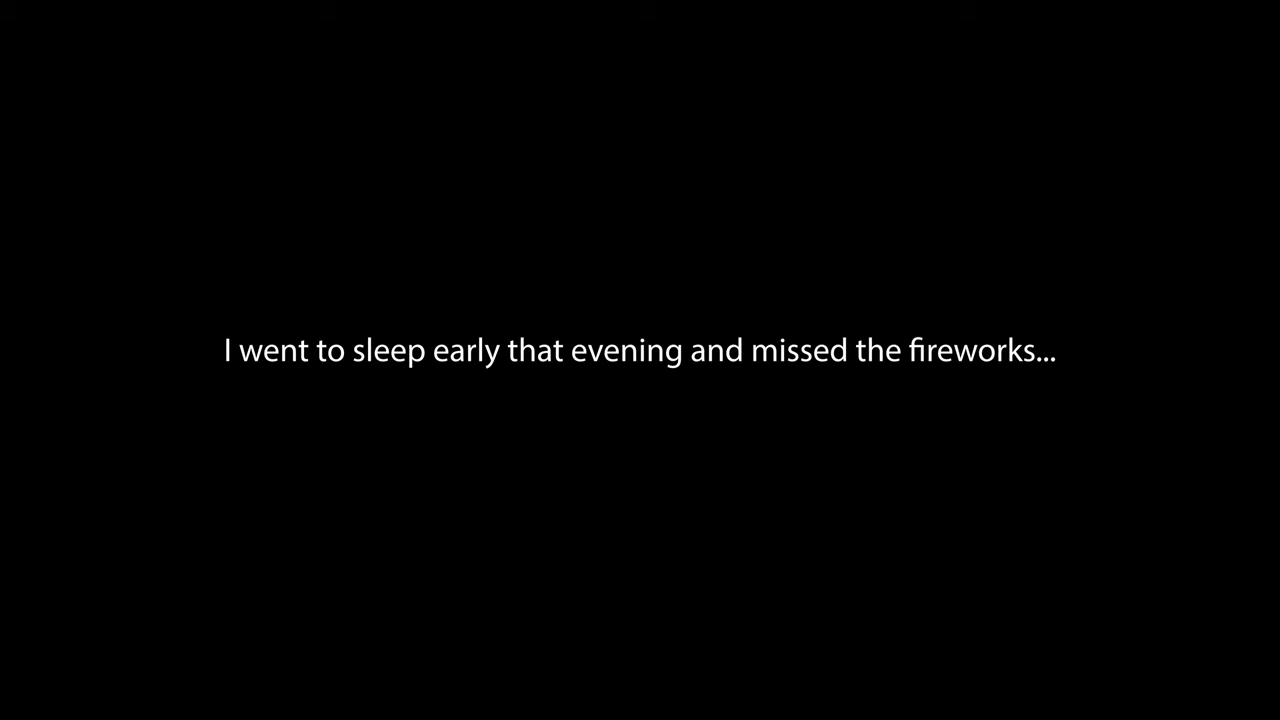 I went to sleep early that evening and missed the fireworks...